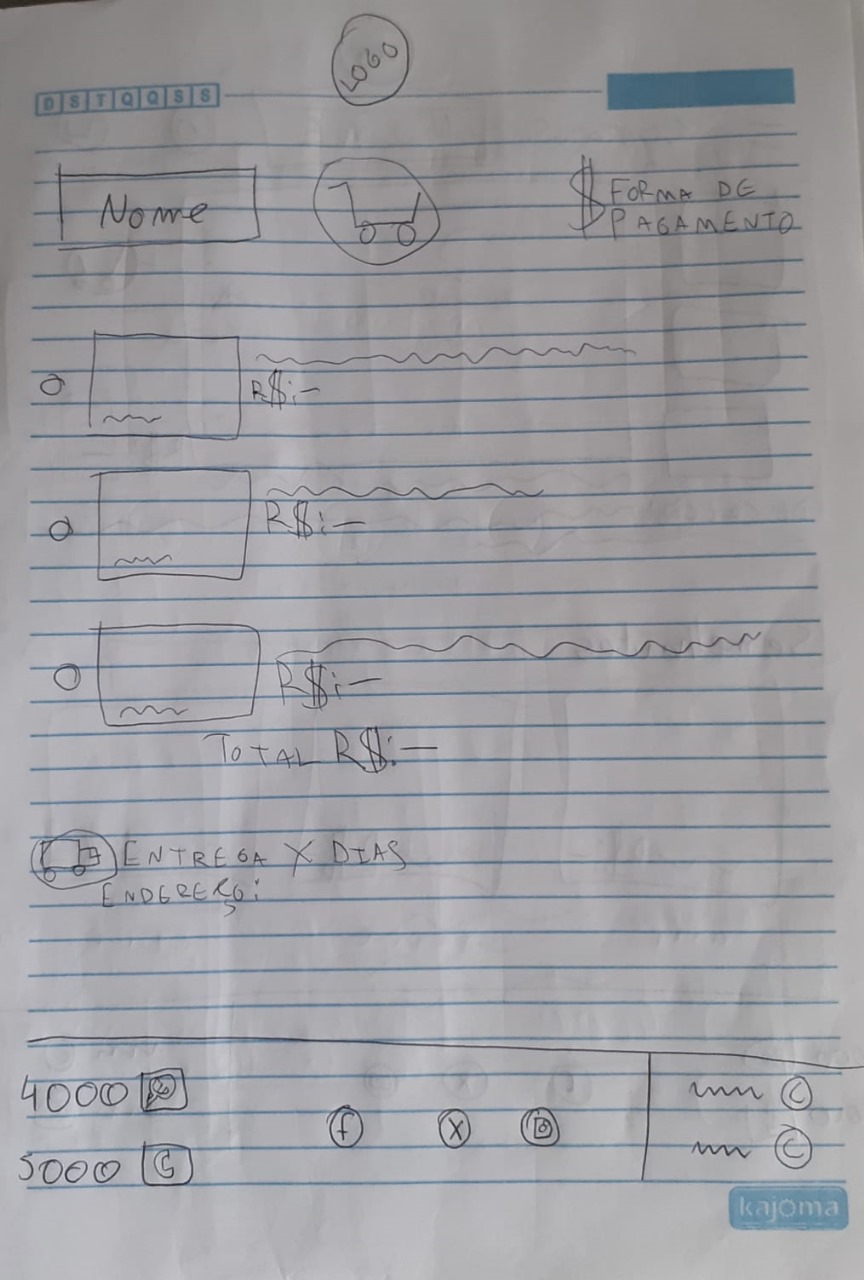 LOGO
D S T Q Q S S
Nome
$ FORMA DE
PAGAMENTO
R$:-
R$:-
R$:-
TOTAL R$:-
ENTREGA X DIAS
ENDEREÇO:
4000
f X
©
5000
©
kajoma